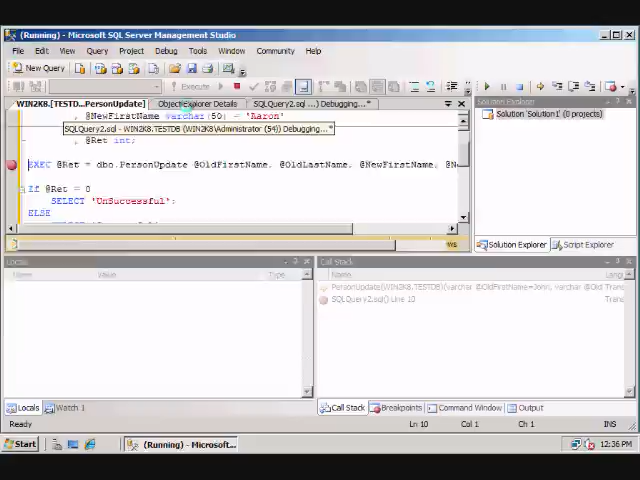 (Running) - Microsoft SQL Server Management Studio
File Edit View Query Project Debug Tools Window Community Help
New Query
Execute
WIN2K8.[TESTD...PersonUpdate] Object Explorer Details SQLQuery2.sql ...) Debugging...*
, @NewFirstName varchar(50) = 'Aaron'
SQLQuery2.sql - WIN2K8.TESTDB (WIN2K8\Administrator (54)) Debugging...*
, @Ret int;
EXEC @Ret = dbo.PersonUpdate @OldFirstName, @OldLastName, @NewFirstName, @N
If @Ret = 0
SELECT 'UnSuccessful';
ELSE
Solution 'Solution1' (0 projects)
Solution Explorer Script Explorer
Locals
Name Value Type
Locals Watch 1
Call Stack
Name Lang
PersonUpdate(WIN2K8.TESTDB)(varchar @OldFirstName=John, varchar @Old Trans
SQLQuery2.sql() Line 10 Trans
Call Stack Breakpoints Command Window Output
Ready Ln 10 Col 1 Ch 1 INS
Start (Running) - Microsoft... 12:36 PM